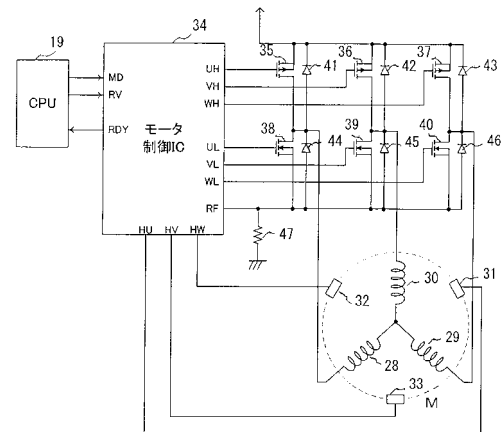 19
34
CPU
MD
RV
RDY
モータ
制御IC
UH
VH
WH
UL
VL
WL
RF
HU
HV
HW
35
36
37
41
42
43
38
39
40
44
45
46
47
30
31
32
29
28
33
M